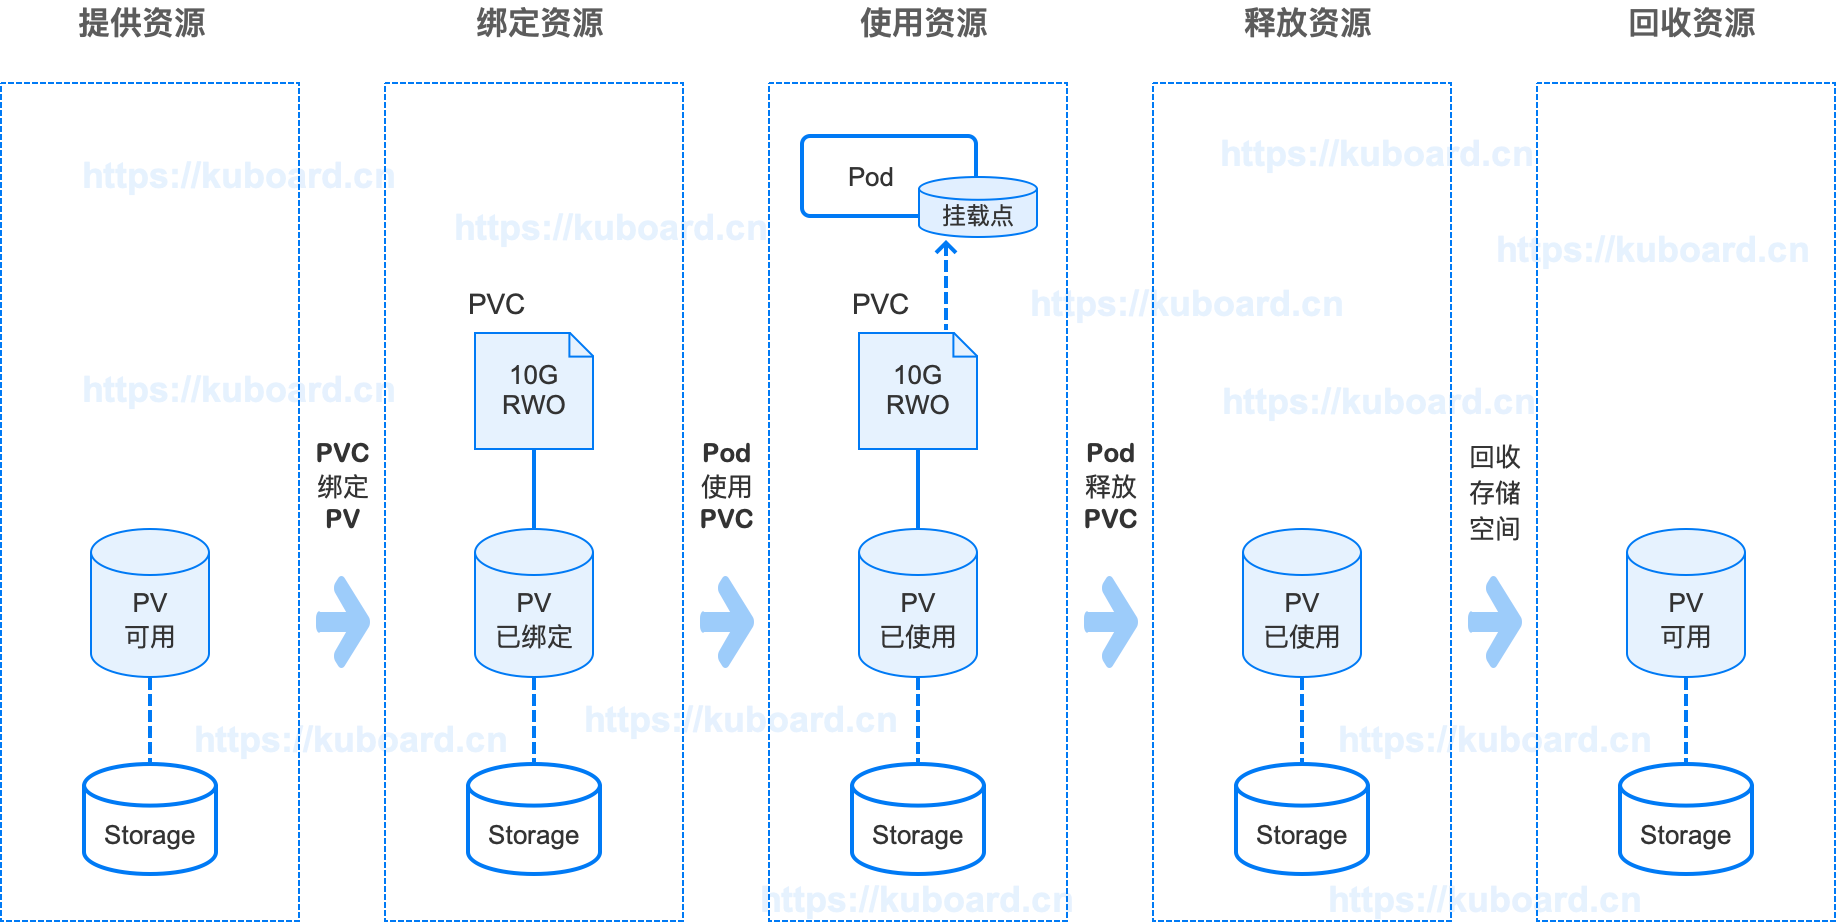 提供资源
绑定资源
使用资源
释放资源
回收资源
https://kuboard.cn
https://kuboard.cn
PV
可用
https://kuboard.cn
Storage
PVC
绑定
PV
https://kuboard.cn
PVC
10G
RWO
PV
已绑定
https://kuboard.cn
Storage
Pod
使用
PVC
Pod
挂载点
PVC
10G
RWO
PV
已使用
Storage
https://kuboard.cn
Pod
释放
PVC
https://kuboard.cn
https://kuboard.cn
https://kuboard.cn
PV
已使用
https://kuboard.cn
Storage
https://kuboard.cn
回收
存储
空间
https://kuboard.cn
PV
可用
Storage